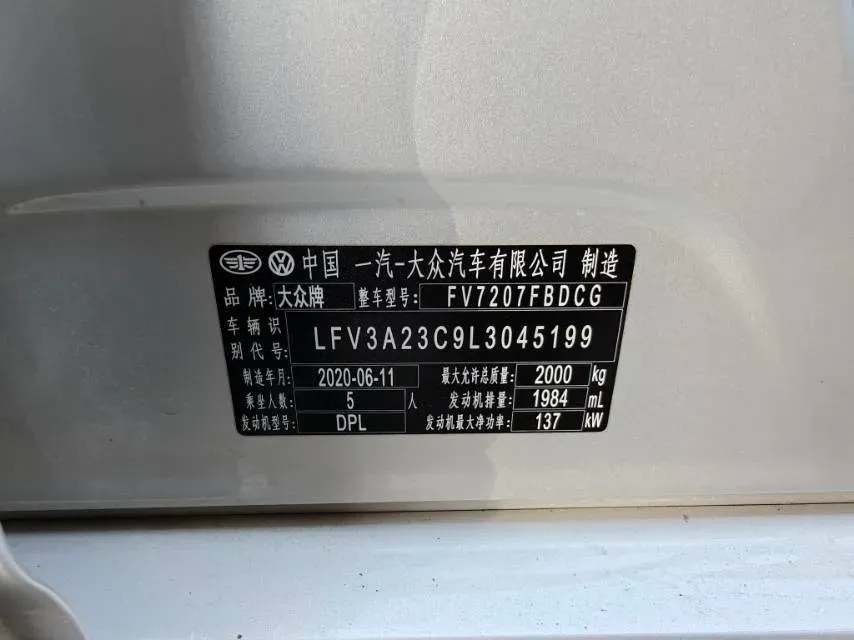 中国 一汽-大众汽车有限公司 制造
品牌: 大众牌 整车型号: FV7207FBDCG
车辆识别代号: LFV3A23C9L3045199
制造年月: 2020-06-11 最大允许总质量: 2000 kg
乘坐人数: 5 人 发动机排量: 1984 mL
发动机型号: DPL 发动机最大净功率: 137 kW